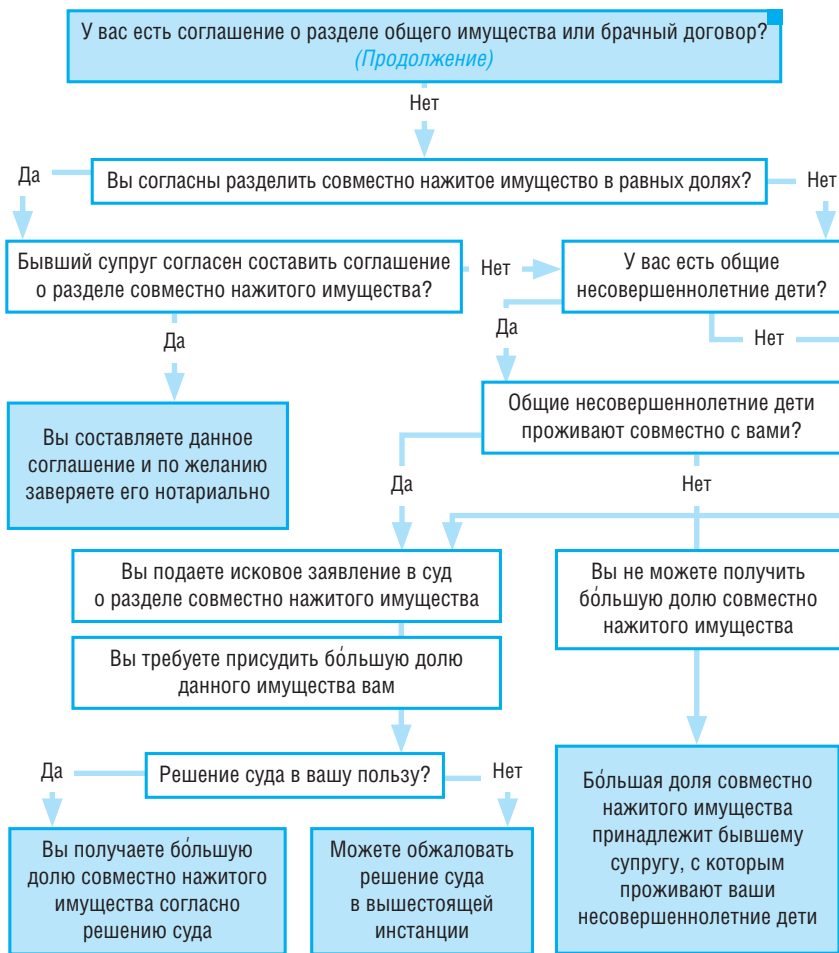 У вас есть соглашение о разделе общего имущества или брачный договор?
(Продолжение)
Нет
Да
Вы согласны разделить совместно нажитое имущество в равных долях?
Нет
Бывший супруг согласен составить соглашение
о разделе совместно нажитого имущества?
Нет
У вас есть общие
несовершеннолетние дети?
Да
Да
Нет
Вы составляете данное
соглашение и по желанию
заверяете его нотариально
Общие несовершеннолетние дети
проживают совместно с вами?
Да
Нет
Вы подаете исковое заявление в суд
о разделе совместно нажитого имущества
Вы не можете получить
бо́льшую долю совместно
нажитого имущества
Вы требуете присудить бо́льшую долю
данного имущества вам
Да
Решение суда в вашу пользу?
Нет
Вы получаете бо́льшую
долю совместно нажитого
имущества согласно
решению суда
Можете обжаловать
решение суда
в вышестоящей
инстанции
Бо́льшая доля совместно
нажитого имущества
принадлежит бывшему
супругу, с которым
проживают ваши
несовершеннолетние дети